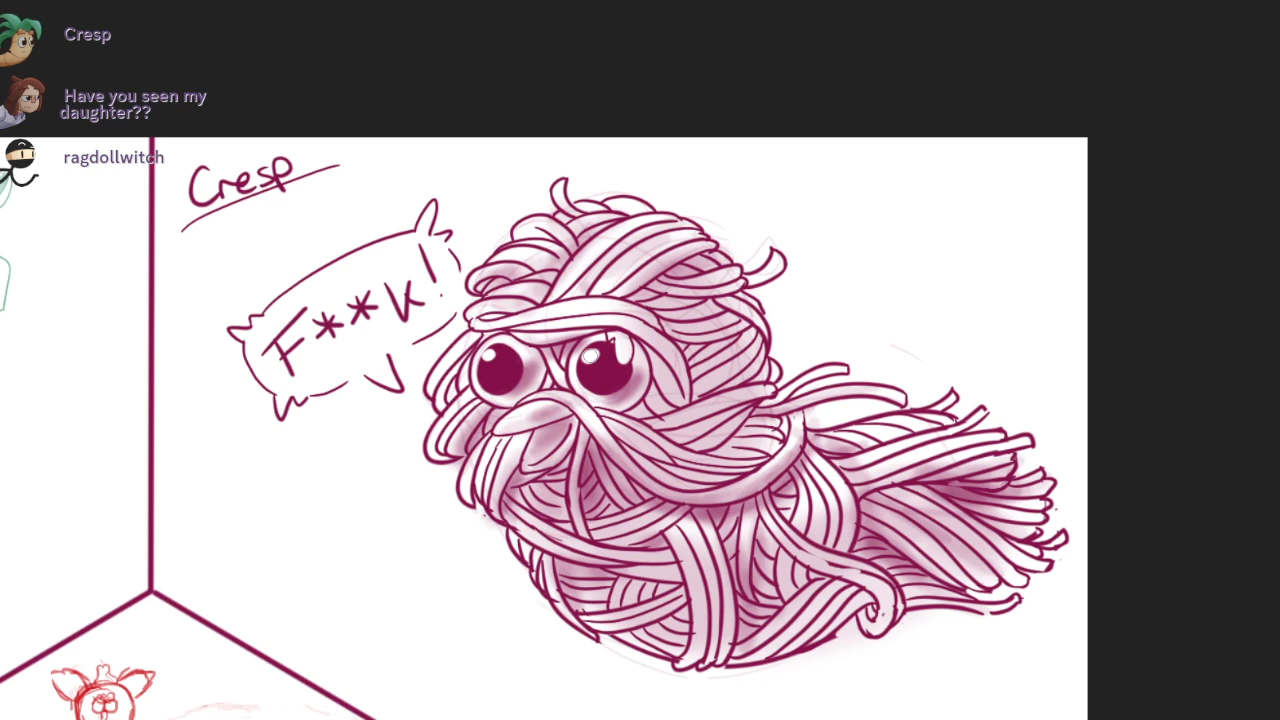 Cresp
Have you seen my
daughter??
ragdollwitch
Cresp
F**K!